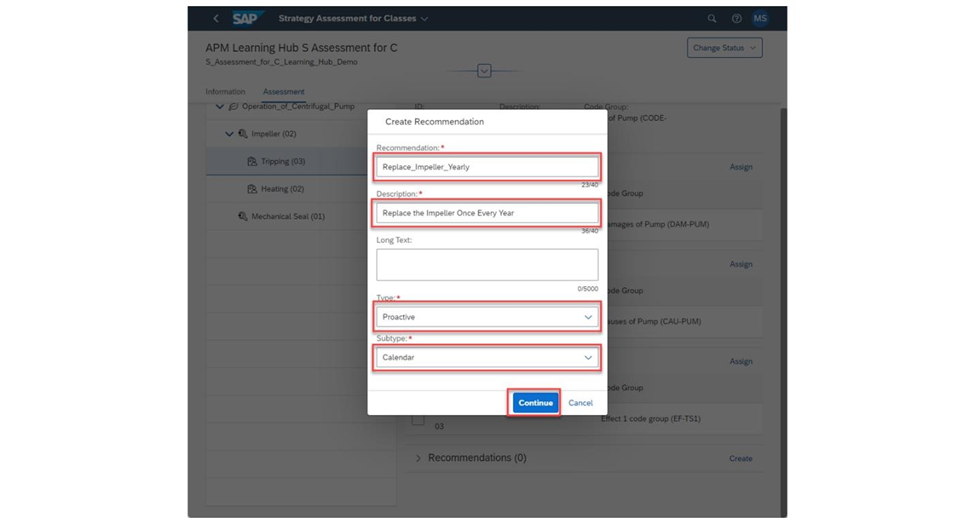 SAP Strategy Assessment for Classes MS
APM Learning Hub S Assessment for C
Change Status
S_Assessment_for_C_Learning_Hub_Demo
Information Assessment
Operation_of_Centrifugal_Pump
ID: Description: Code Group:
of Pump (CODE-
Impeller (02)
Tripping (03)
Heating (02)
Mechanical Seal (01)
Create Recommendation
Recommendation:*
Replace_Impeller_Yearly
23/40
Description:*
Replace the Impeller Once Every Year
36/40
Long Text:
0/5000
Type:*
Proactive
Subtype:*
Calendar
Continue Cancel
Assign
ode Group
amages of Pump (DAM-PUM)
Assign
ode Group
auses of Pump (CAU-PUM)
Assign
ode Group
Effect 1 code group (EF-TS1)
03
Recommendations (0) Create